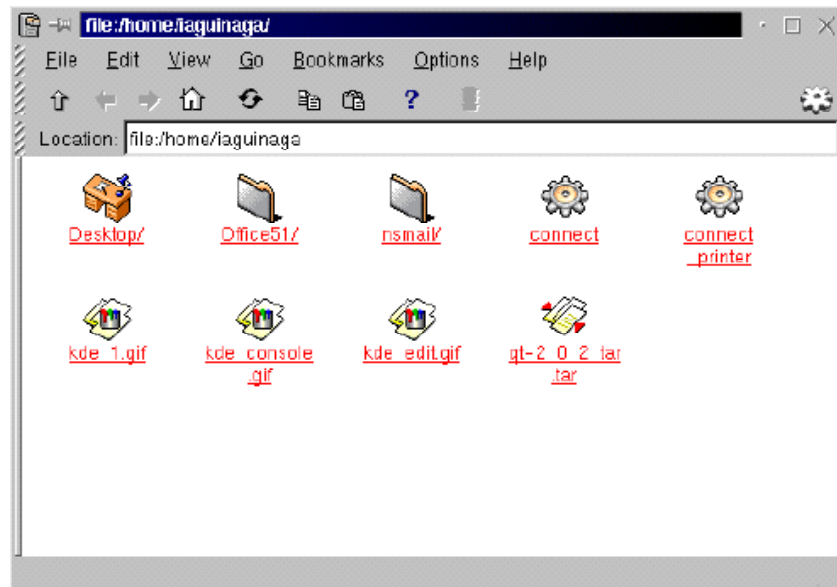 file:/home/iaguinaga/
File Edit View Go Bookmarks Options Help
?
Location: file:/home/iaguinaga
Desktop/ Office51/ nsmail/ connect connect
_printer
kde_1.gif kde_console kde_edit.gif qt-2_0_2_tar
.gif .tar